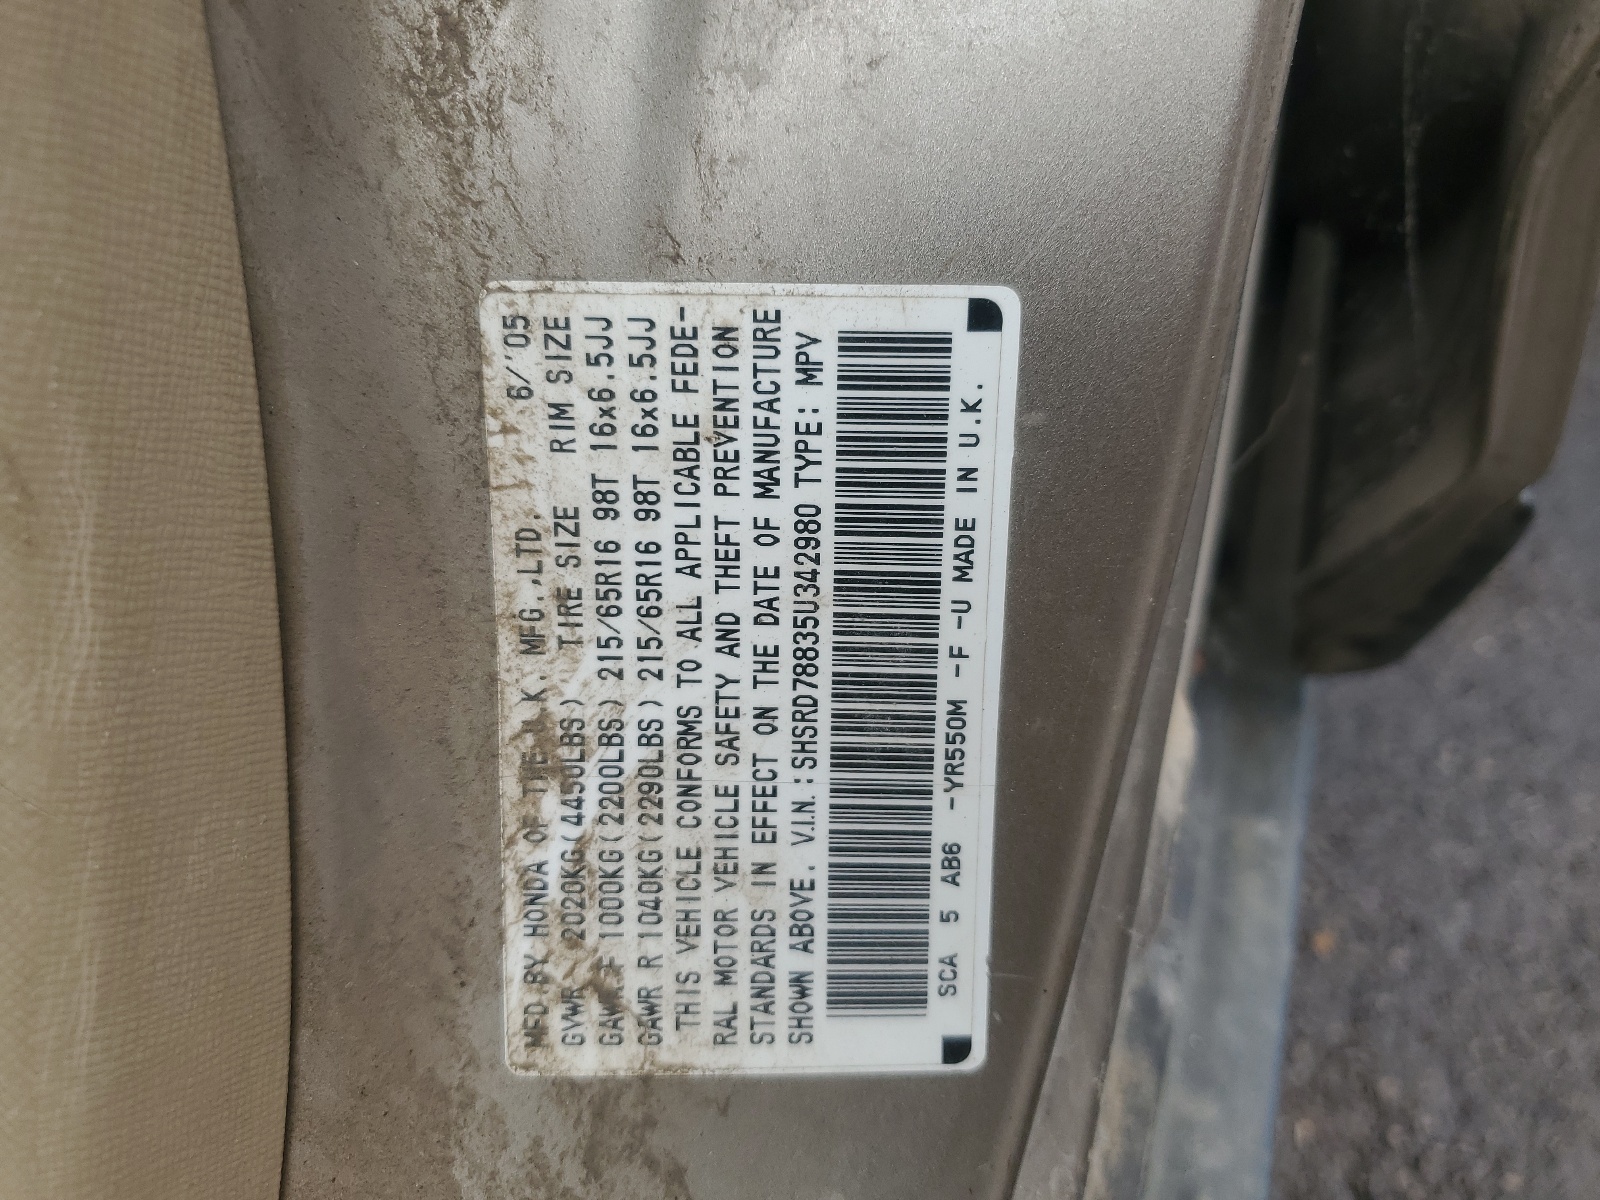 MFD BY HONDA OF THE U.K. MFG.,LTD. 6/'05
GVWR 2020KG(4450LBS) TIRE SIZE RIM SIZE
GAWR F 1000KG(2200LBS) 215/65R16 98T 16x6.5JJ
GAWR R 1040KG(2290LBS) 215/65R16 98T 16x6.5JJ
THIS VEHICLE CONFORMS TO ALL APPLICABLE FEDE-
RAL MOTOR VEHICLE SAFETY AND THEFT PREVENTION
STANDARDS IN EFFECT ON THE DATE OF MANUFACTURE
SHOWN ABOVE. V.I.N.:SHSRD78835U342980 TYPE: MPV
SCA 5 AB6 -YR550M -F -U MADE IN U.K.